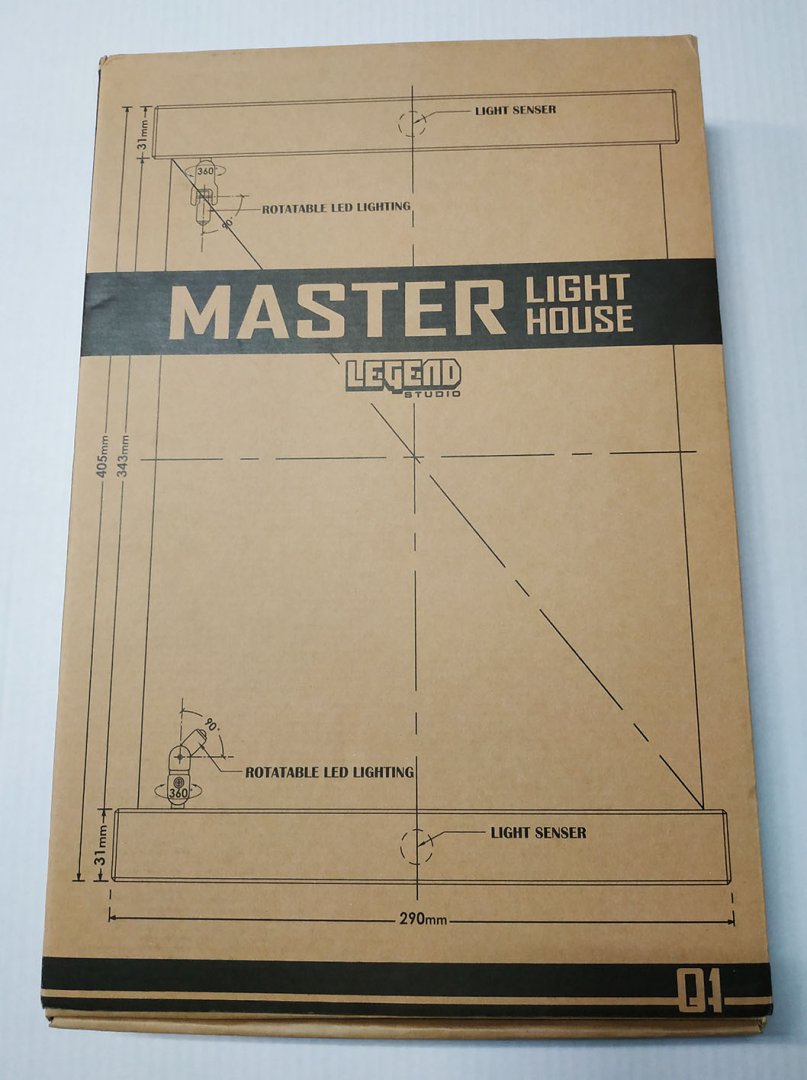 LIGHT SENSER
31mm
360°
ROTATABLE LED LIGHTING
90°
MASTER LIGHT
HOUSE
LEGEND
STUDIO
405mm
343mm
90°
ROTATABLE LED LIGHTING
360°
31mm
LIGHT SENSER
290mm
01